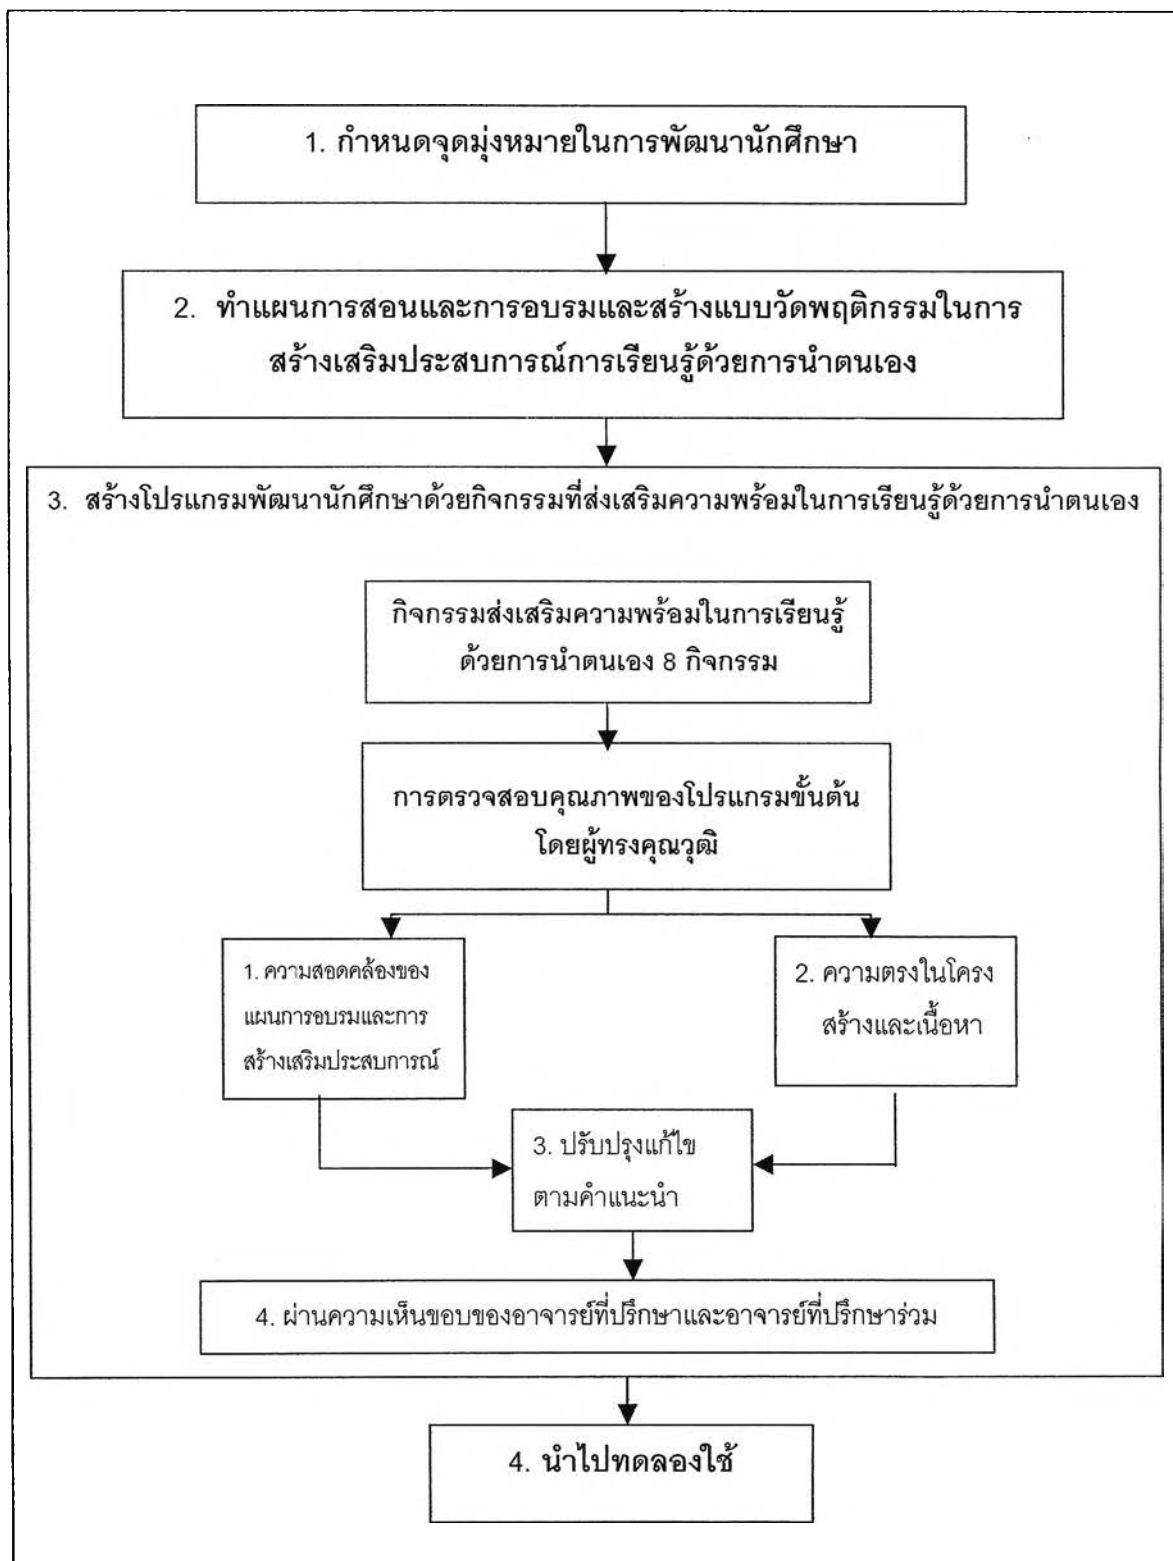 1. กำหนดจุดมุ่งหมายในการพัฒนานักศึกษา
2. ทำแผนการสอนและการอบรมและสร้างแบบวัดพฤติกรรมในการ
สร้างเสริมประสบการณ์การเรียนรู้ด้วยการนำตนเอง
3. สร้างโปรแกรมพัฒนานักศึกษาด้วยกิจกรรมที่ส่งเสริมความพร้อมในการเรียนรู้ด้วยการนำตนเอง
กิจกรรมส่งเสริมความพร้อมในการเรียนรู้
ด้วยการนำตนเอง 8 กิจกรรม
การตรวจสอบคุณภาพของโปรแกรมขั้นต้น
โดยผู้ทรงคุณวุฒิ
1. ความสอดคล้องของ
แผนการอบรมและการ
สร้างเสริมประสบการณ์
2. ความตรงในโครง
สร้างและเนื้อหา
3. ปรับปรุงแก้ไข
ตามคำแนะนำ
4. ผ่านความเห็นขอบของอาจารย์ที่ปรึกษาและอาจารย์ที่ปรึกษาร่วม
4. นำไปทดลองใช้